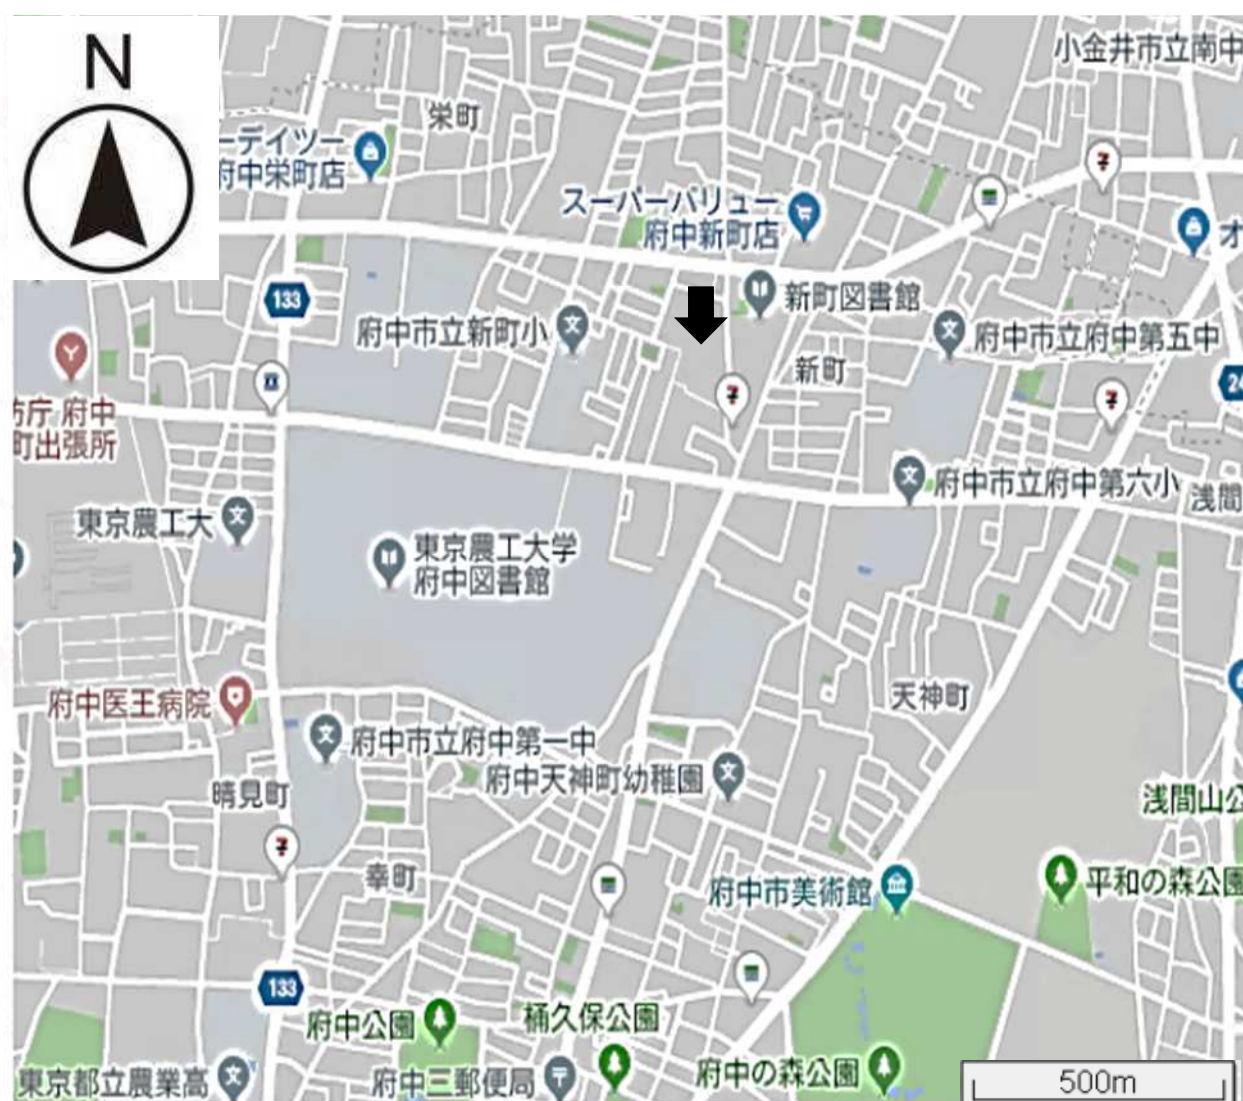 N
小金井市立南中
栄町
ーデイツー
府中栄町店
スーパーバリュー
府中新町店
オ
133
新町図書館
府中市立新町小
府中市立府中第五中
新町
24
防庁 府中
町出張所
府中市立府中第六小
浅間
東京農工大
東京農工大学
府中図書館
府中医王病院
天神町
府中市立府中第一中
府中天神町幼稚園
晴見町
浅間山公
幸町
府中市美術館
平和の森公園
133
府中公園
桶久保公園
東京都立農業高
府中三郵便局
府中の森公園
500m